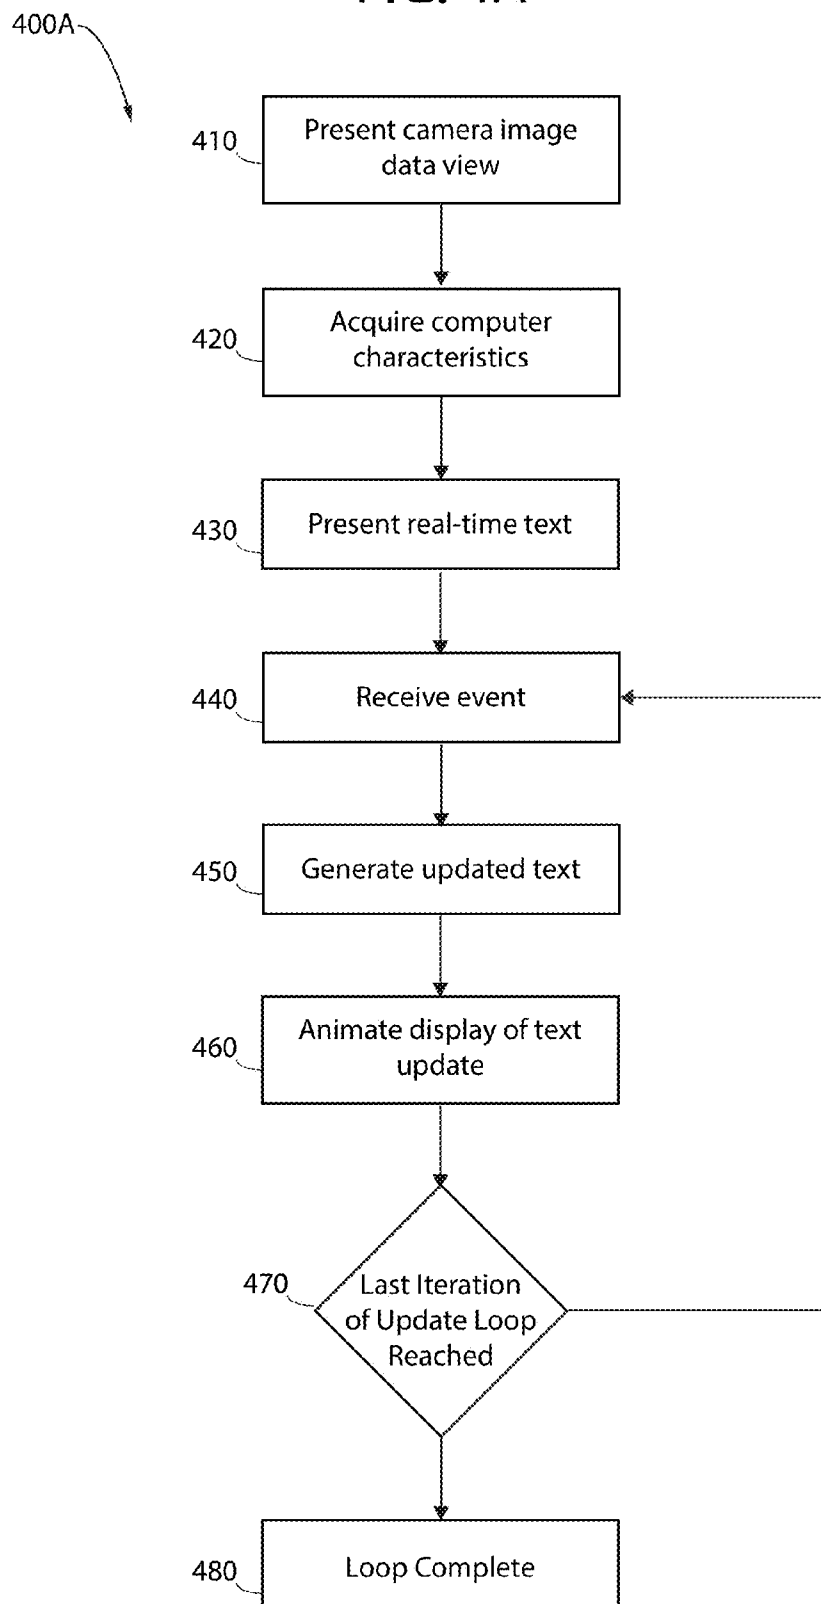 400A
410
Present camera image
data view
420
Acquire computer
characteristics
430
Present real-time text
440
Receive event
450
Generate updated text
460
Animate display of text
update
470
Last Iteration
of Update Loop
Reached
480
Loop Complete